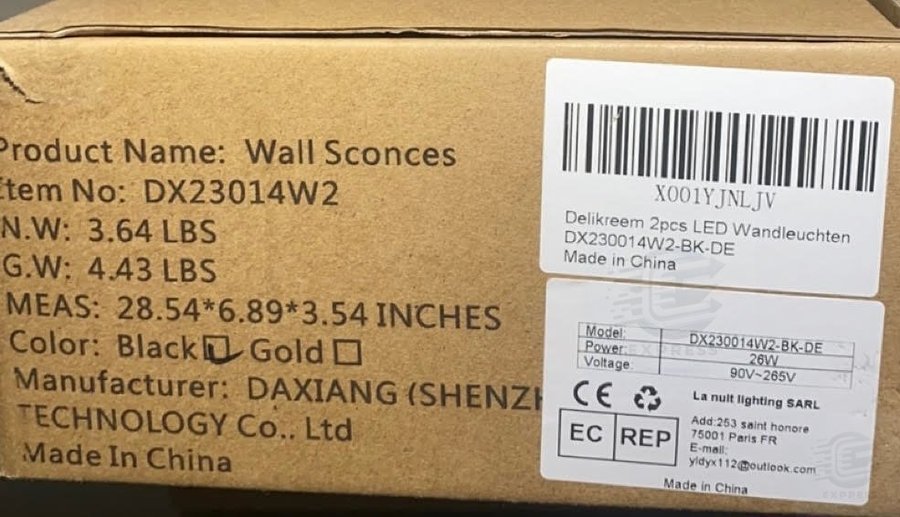 Product Name: Wall Sconces
Item No: DX23014W2
N.W: 3.64 LBS
G.W: 4.43 LBS
MEAS: 28.54*6.89*3.54 INCHES
Color: Black Gold
Manufacturer: DAXIANG (SHENZH
TECHNOLOGY Co.. Ltd
Made In China
X001YJNLJV
Delikreem 2pcs LED Wandleuchten
DX230014W2-BK-DE
Made in China
Model: DX230014W2-BK-DE
Power: 26W
Voltage: 90V~265V
CE
EC REP
La nuit lighting SARL
Add:253 saint honore
75001 Paris FR
E-mail:
yldyx112@outlook.com
Made in China
EXPRESS
EXPRESS